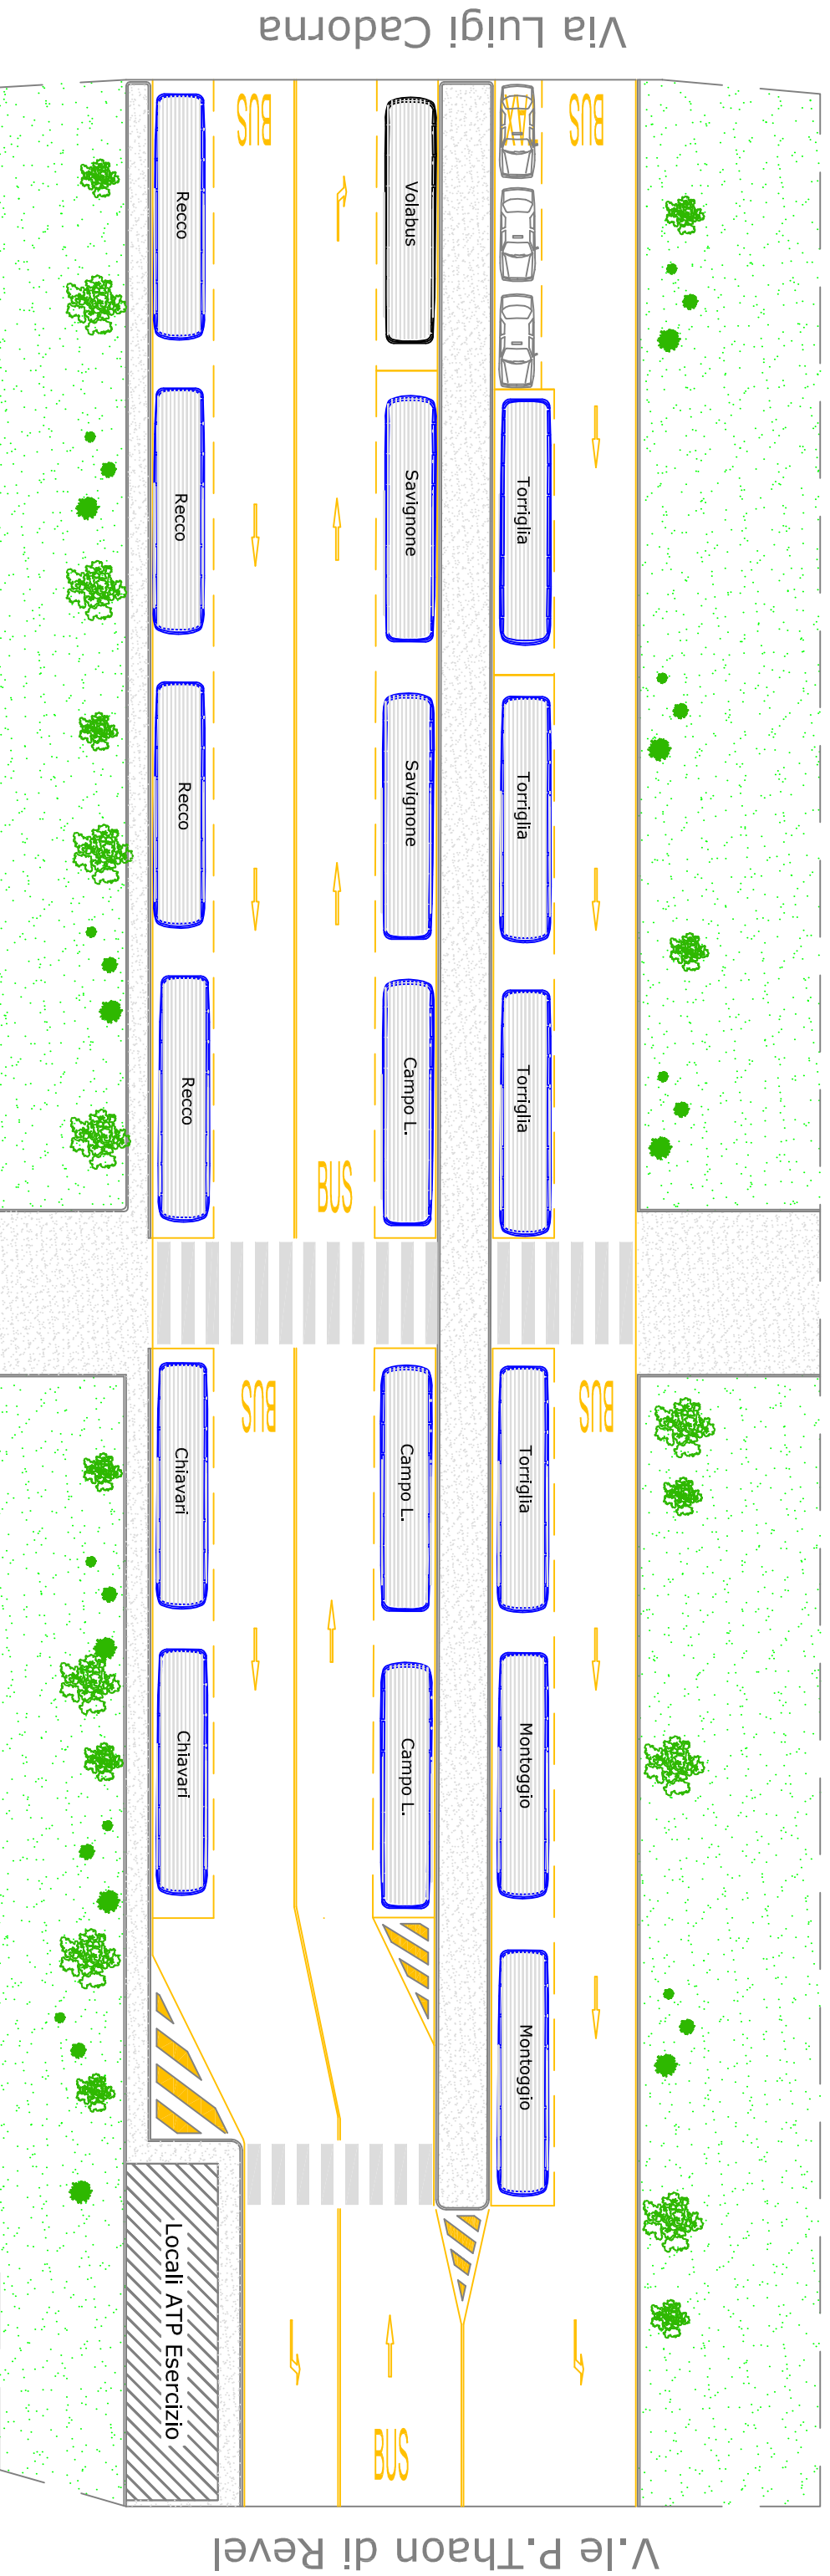 Via Luigi Cadorna
BUS
TAXI
BUS
Recco
Volabus
Recco
Savignone
Torriglia
Recco
Savignone
Torriglia
Recco
Campo L.
Torriglia
BUS
BUS
BUS
Chiavari
Campo L.
Torriglia
Chiavari
Campo L.
Montoggio
Montoggio
Locali ATP Esercizio
BUS
V.le P.Thaon di Revel